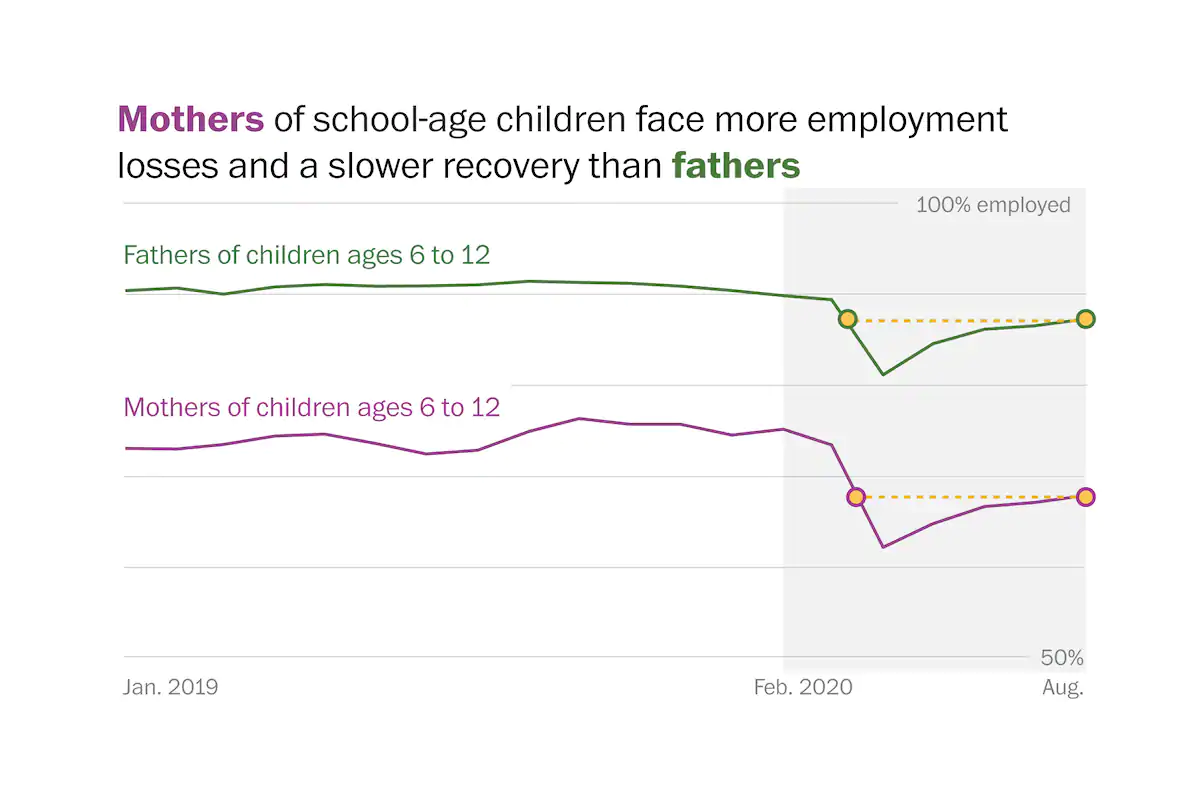 Mothers of school-age children face more employment
losses and a slower recovery than fathers
100% employed
Fathers of children ages 6 to 12
Mothers of children ages 6 to 12
50%
Jan. 2019
Feb. 2020
Aug.